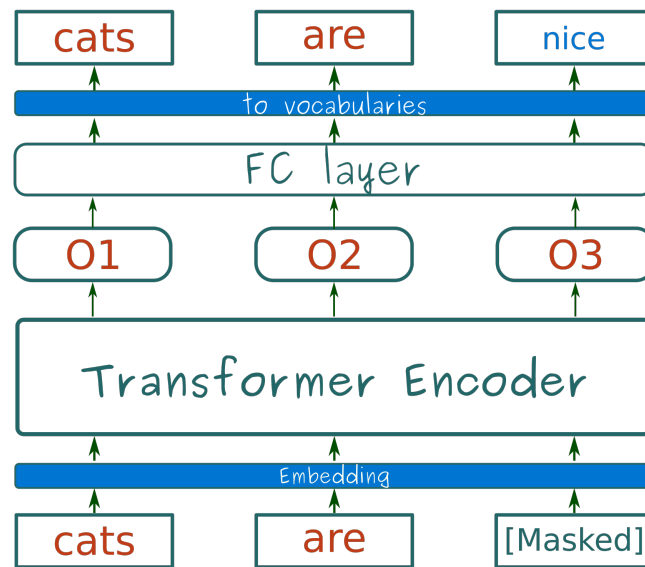 cats are nice
to vocabularies
FC layer
O1 O2 O3
Transformer Encoder
Embedding
cats are [Masked]